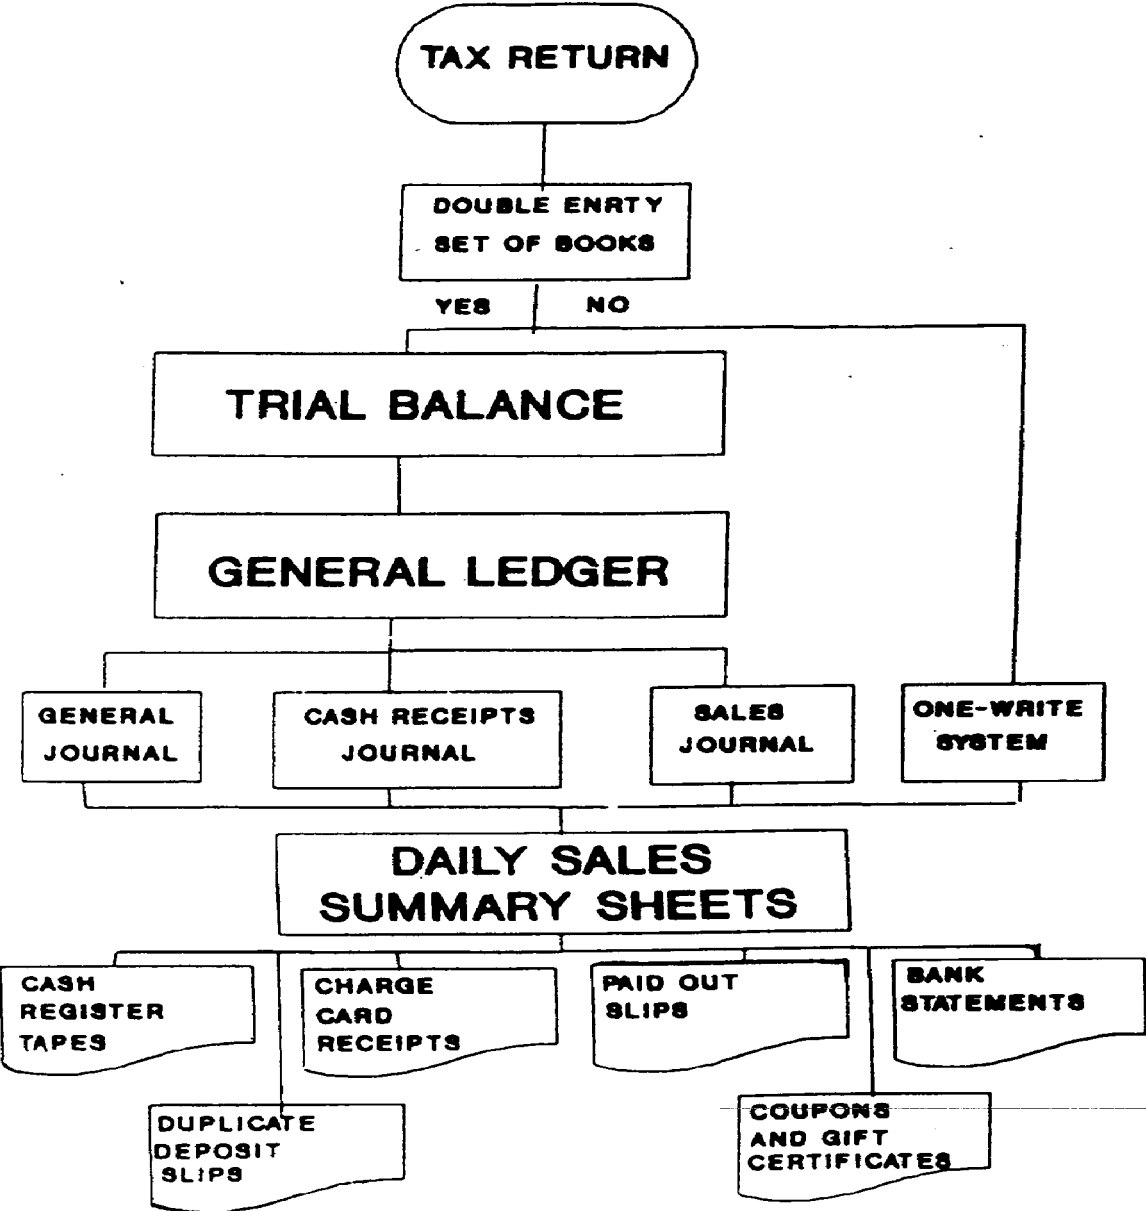 TAX RETURN
DOUBLE ENRTY
SET OF BOOKS
YES NO
TRIAL BALANCE
GENERAL LEDGER
GENERAL
JOURNAL
CASH RECEIPTS
JOURNAL
SALES
JOURNAL
ONE-WRITE
SYSTEM
DAILY SALES
SUMMARY SHEETS
CASH
REGISTER
TAPES
CHARGE
CARD
RECEIPTS
PAID OUT
SLIPS
BANK
STATEMENTS
DUPLICATE
DEPOSIT
SLIPS
COUPONS
AND GIFT
CERTIFICATES